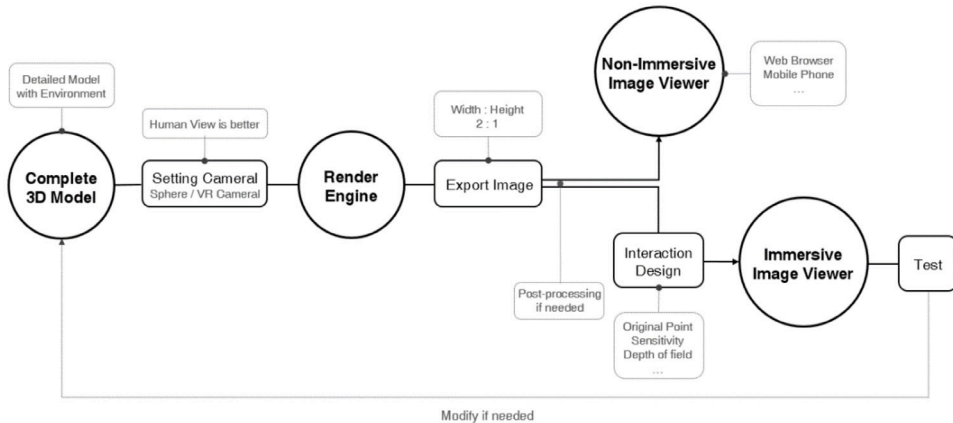 Detailed Model
with Environment
Complete
3D Model
Human View is better
Setting Cameral
Sphere / VR Cameral
Render
Engine
Width : Height
2 : 1
Export Image
Post-processing
if needed
Non-Immersive
Image Viewer
Web Browser
Mobile Phone
...
Interaction
Design
Original Point
Sensitivity
Depth of field
...
Immersive
Image Viewer
Test
Modify if needed